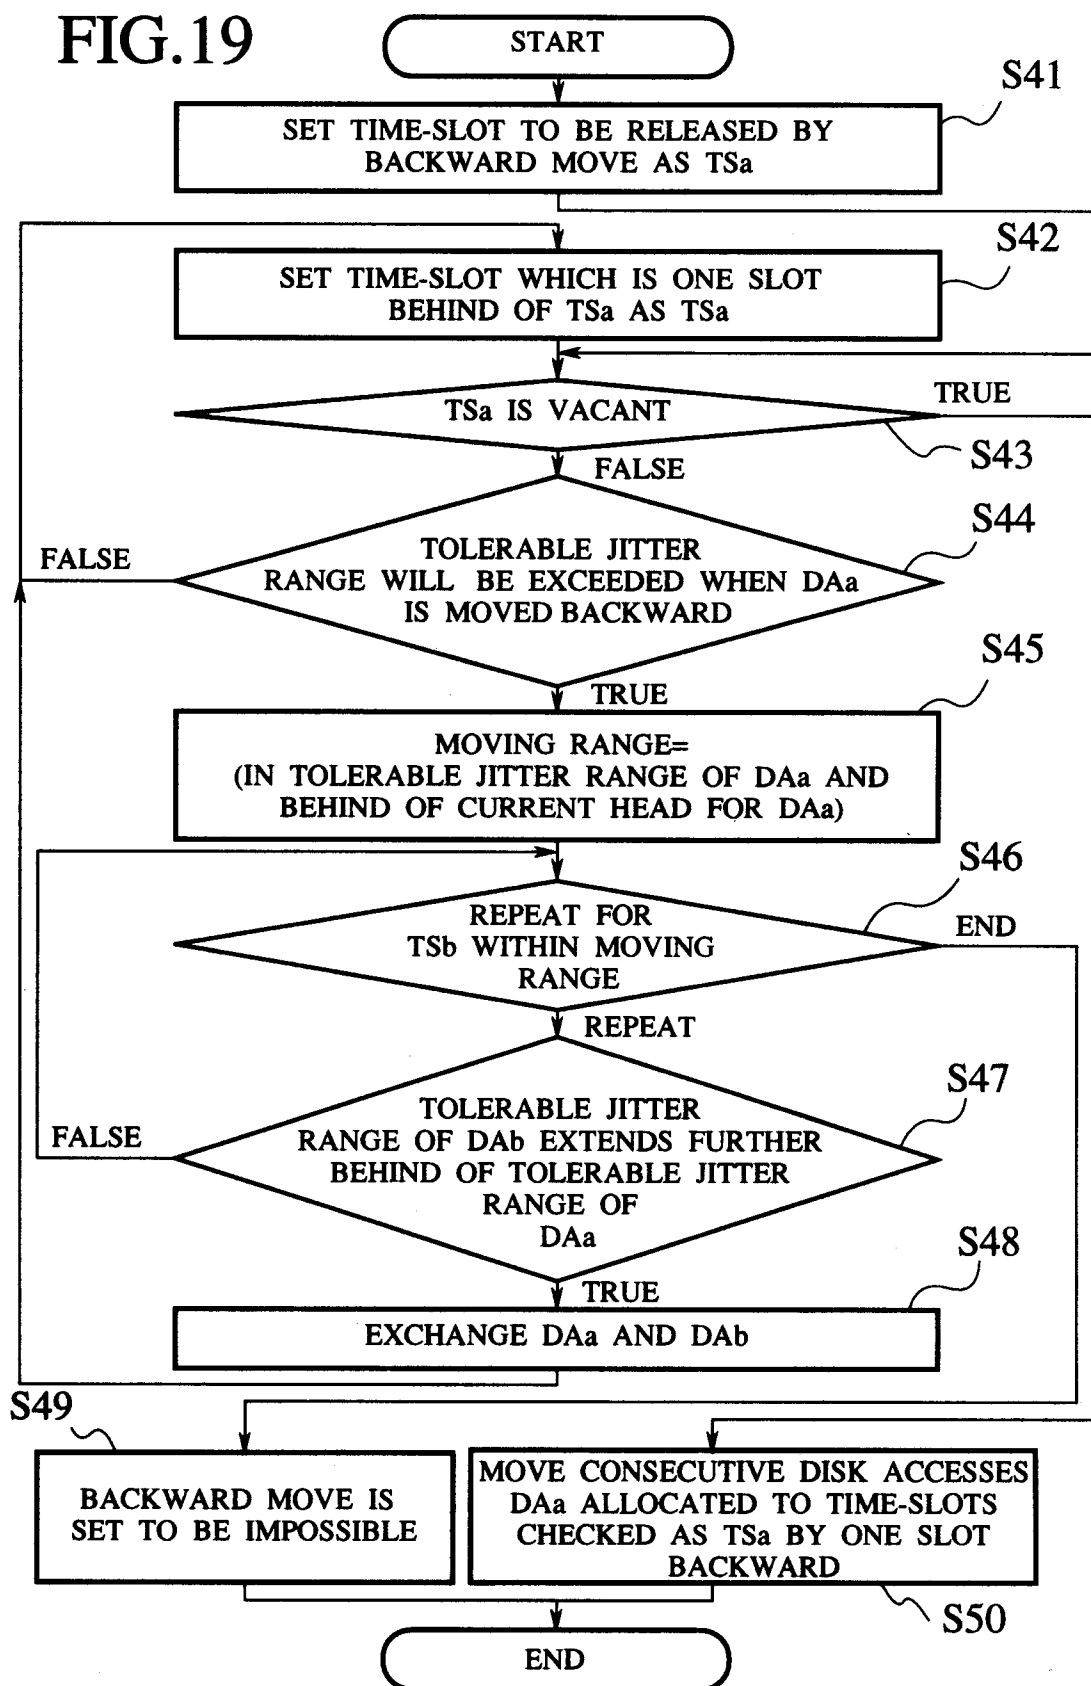 FIG.19
START
S41
SET TIME-SLOT TO BE RELEASED BY
BACKWARD MOVE AS TSa
S42
SET TIME-SLOT WHICH IS ONE SLOT
BEHIND OF TSa AS TSa
TSa IS VACANT
TRUE
S43
FALSE
S44
FALSE
TOLERABLE JITTER
RANGE WILL BE EXCEEDED WHEN DAa
IS MOVED BACKWARD
S45
TRUE
MOVING RANGE=
(IN TOLERABLE JITTER RANGE OF DAa AND
BEHIND OF CURRENT HEAD FOR DAa)
S46
REPEAT FOR
TSb WITHIN MOVING
RANGE
END
REPEAT
S47
FALSE
TOLERABLE JITTER
RANGE OF DAb EXTENDS FURTHER
BEHIND OF TOLERABLE JITTER
RANGE OF
DAa
S48
TRUE
EXCHANGE DAa AND DAb
S49
BACKWARD MOVE IS
SET TO BE IMPOSSIBLE
MOVE CONSECUTIVE DISK ACCESSES
DAa ALLOCATED TO TIME-SLOTS
CHECKED AS TSa BY ONE SLOT
BACKWARD
S50
END